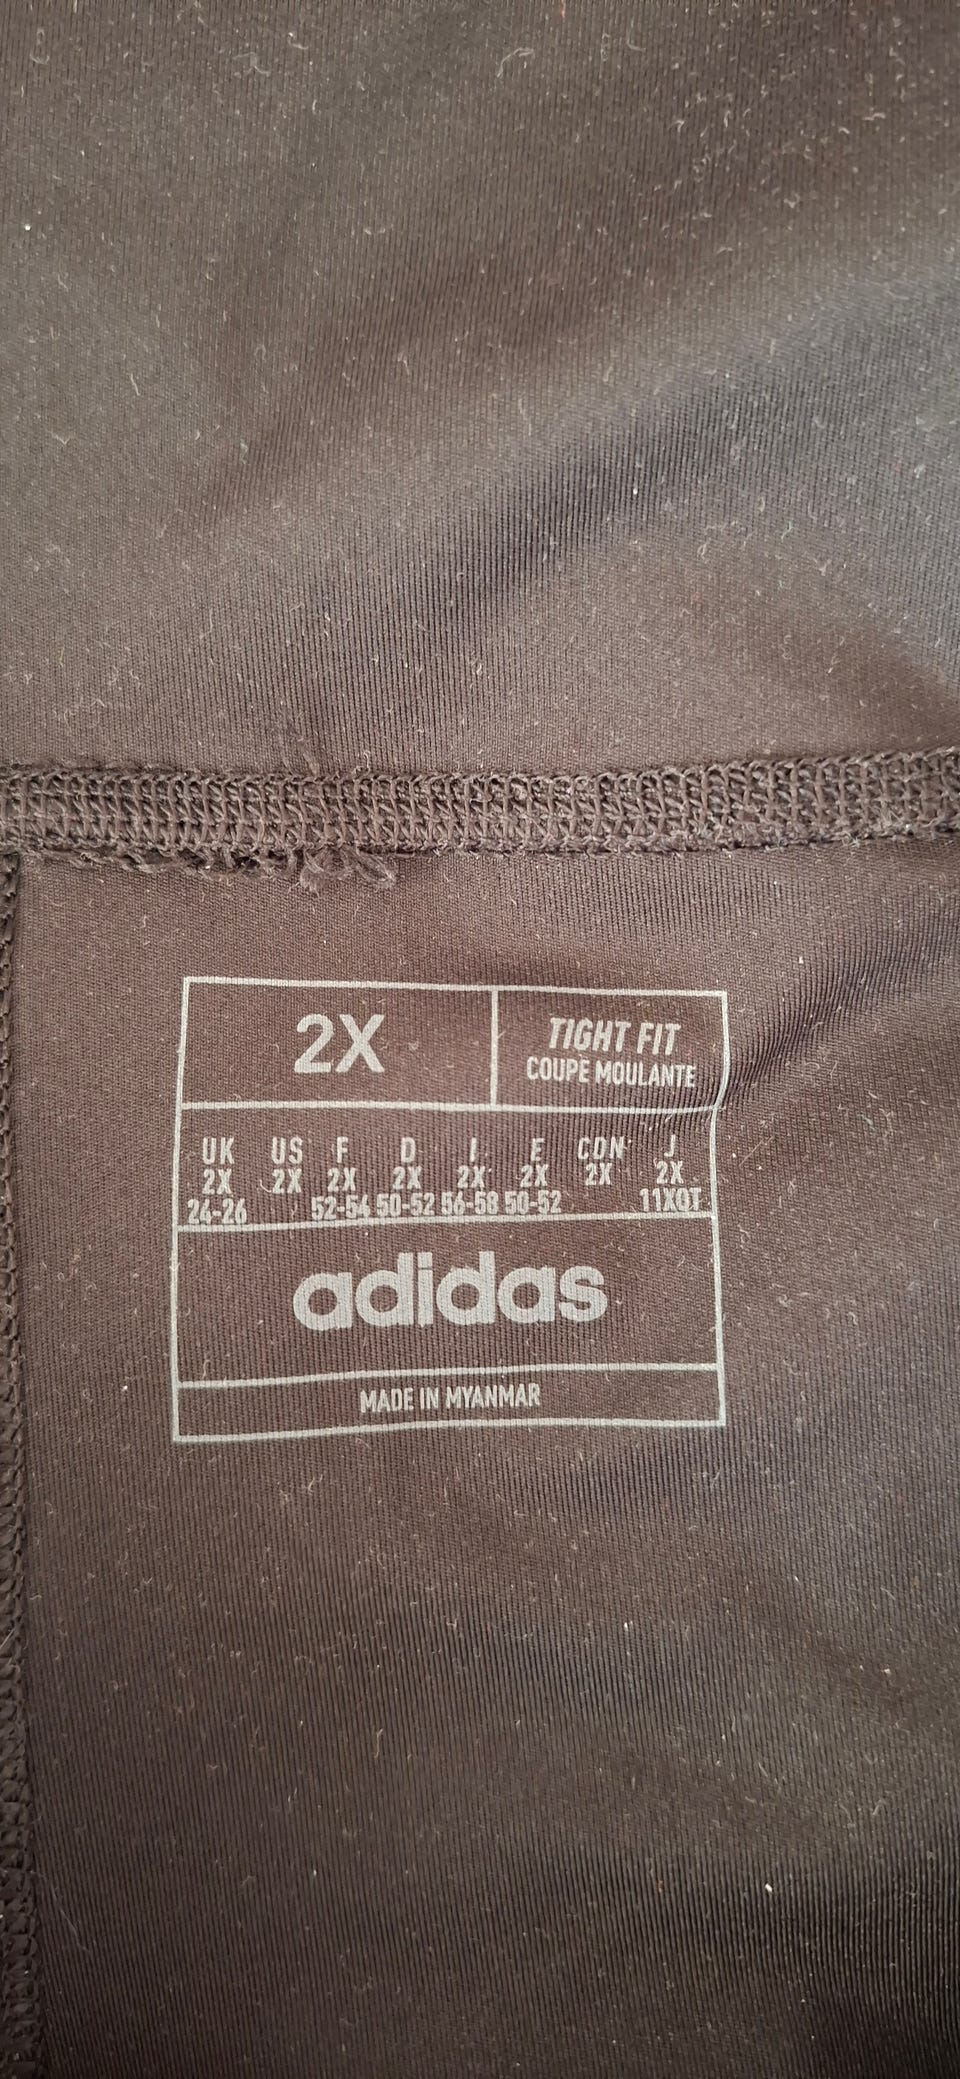 2X
TIGHT FIT
COUPE MOULANTE
UK US F D I E CDN J
2X 2X 2X 2X 2X 2X 2X 2X
24-26 52-54 50-52 56-58 50-52 11XOT
adidas
MADE IN MYANMAR